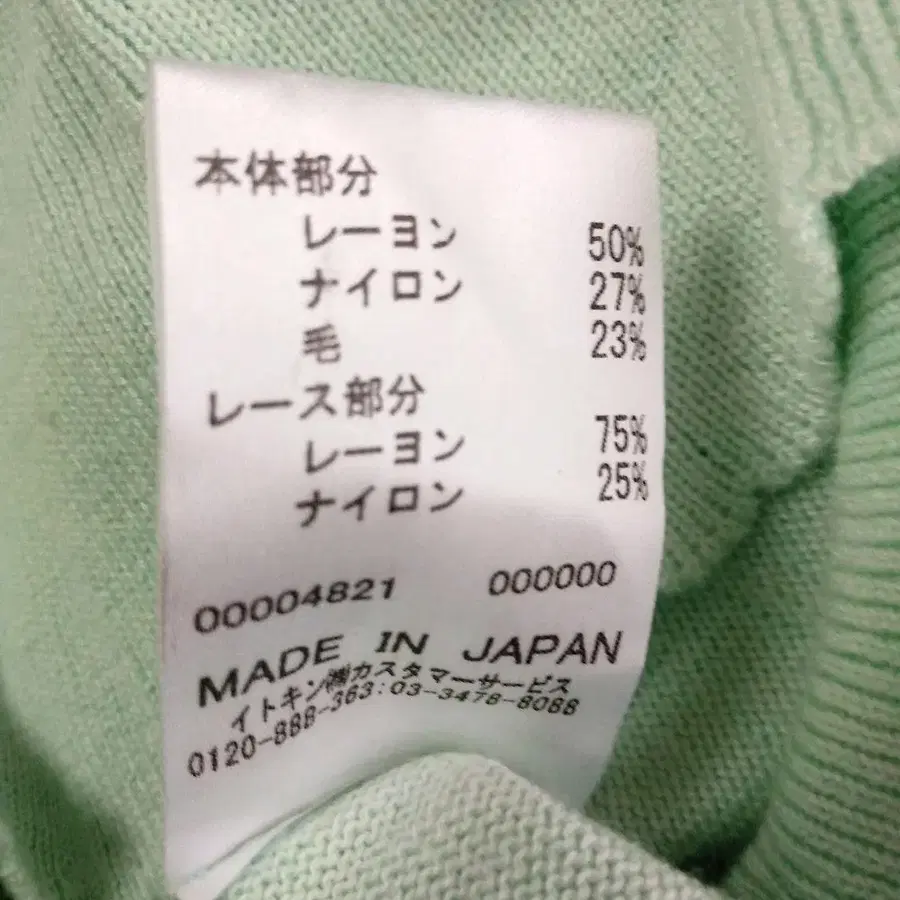 本体部分
レーヨン 50%
ナイロン 27%
毛 23%
レース部分
レーヨン 75%
ナイロン 25%
00004821 000000
MADE IN JAPAN
イトキン㈱カスタマーサービス
0120-888-363:03-3478-8088